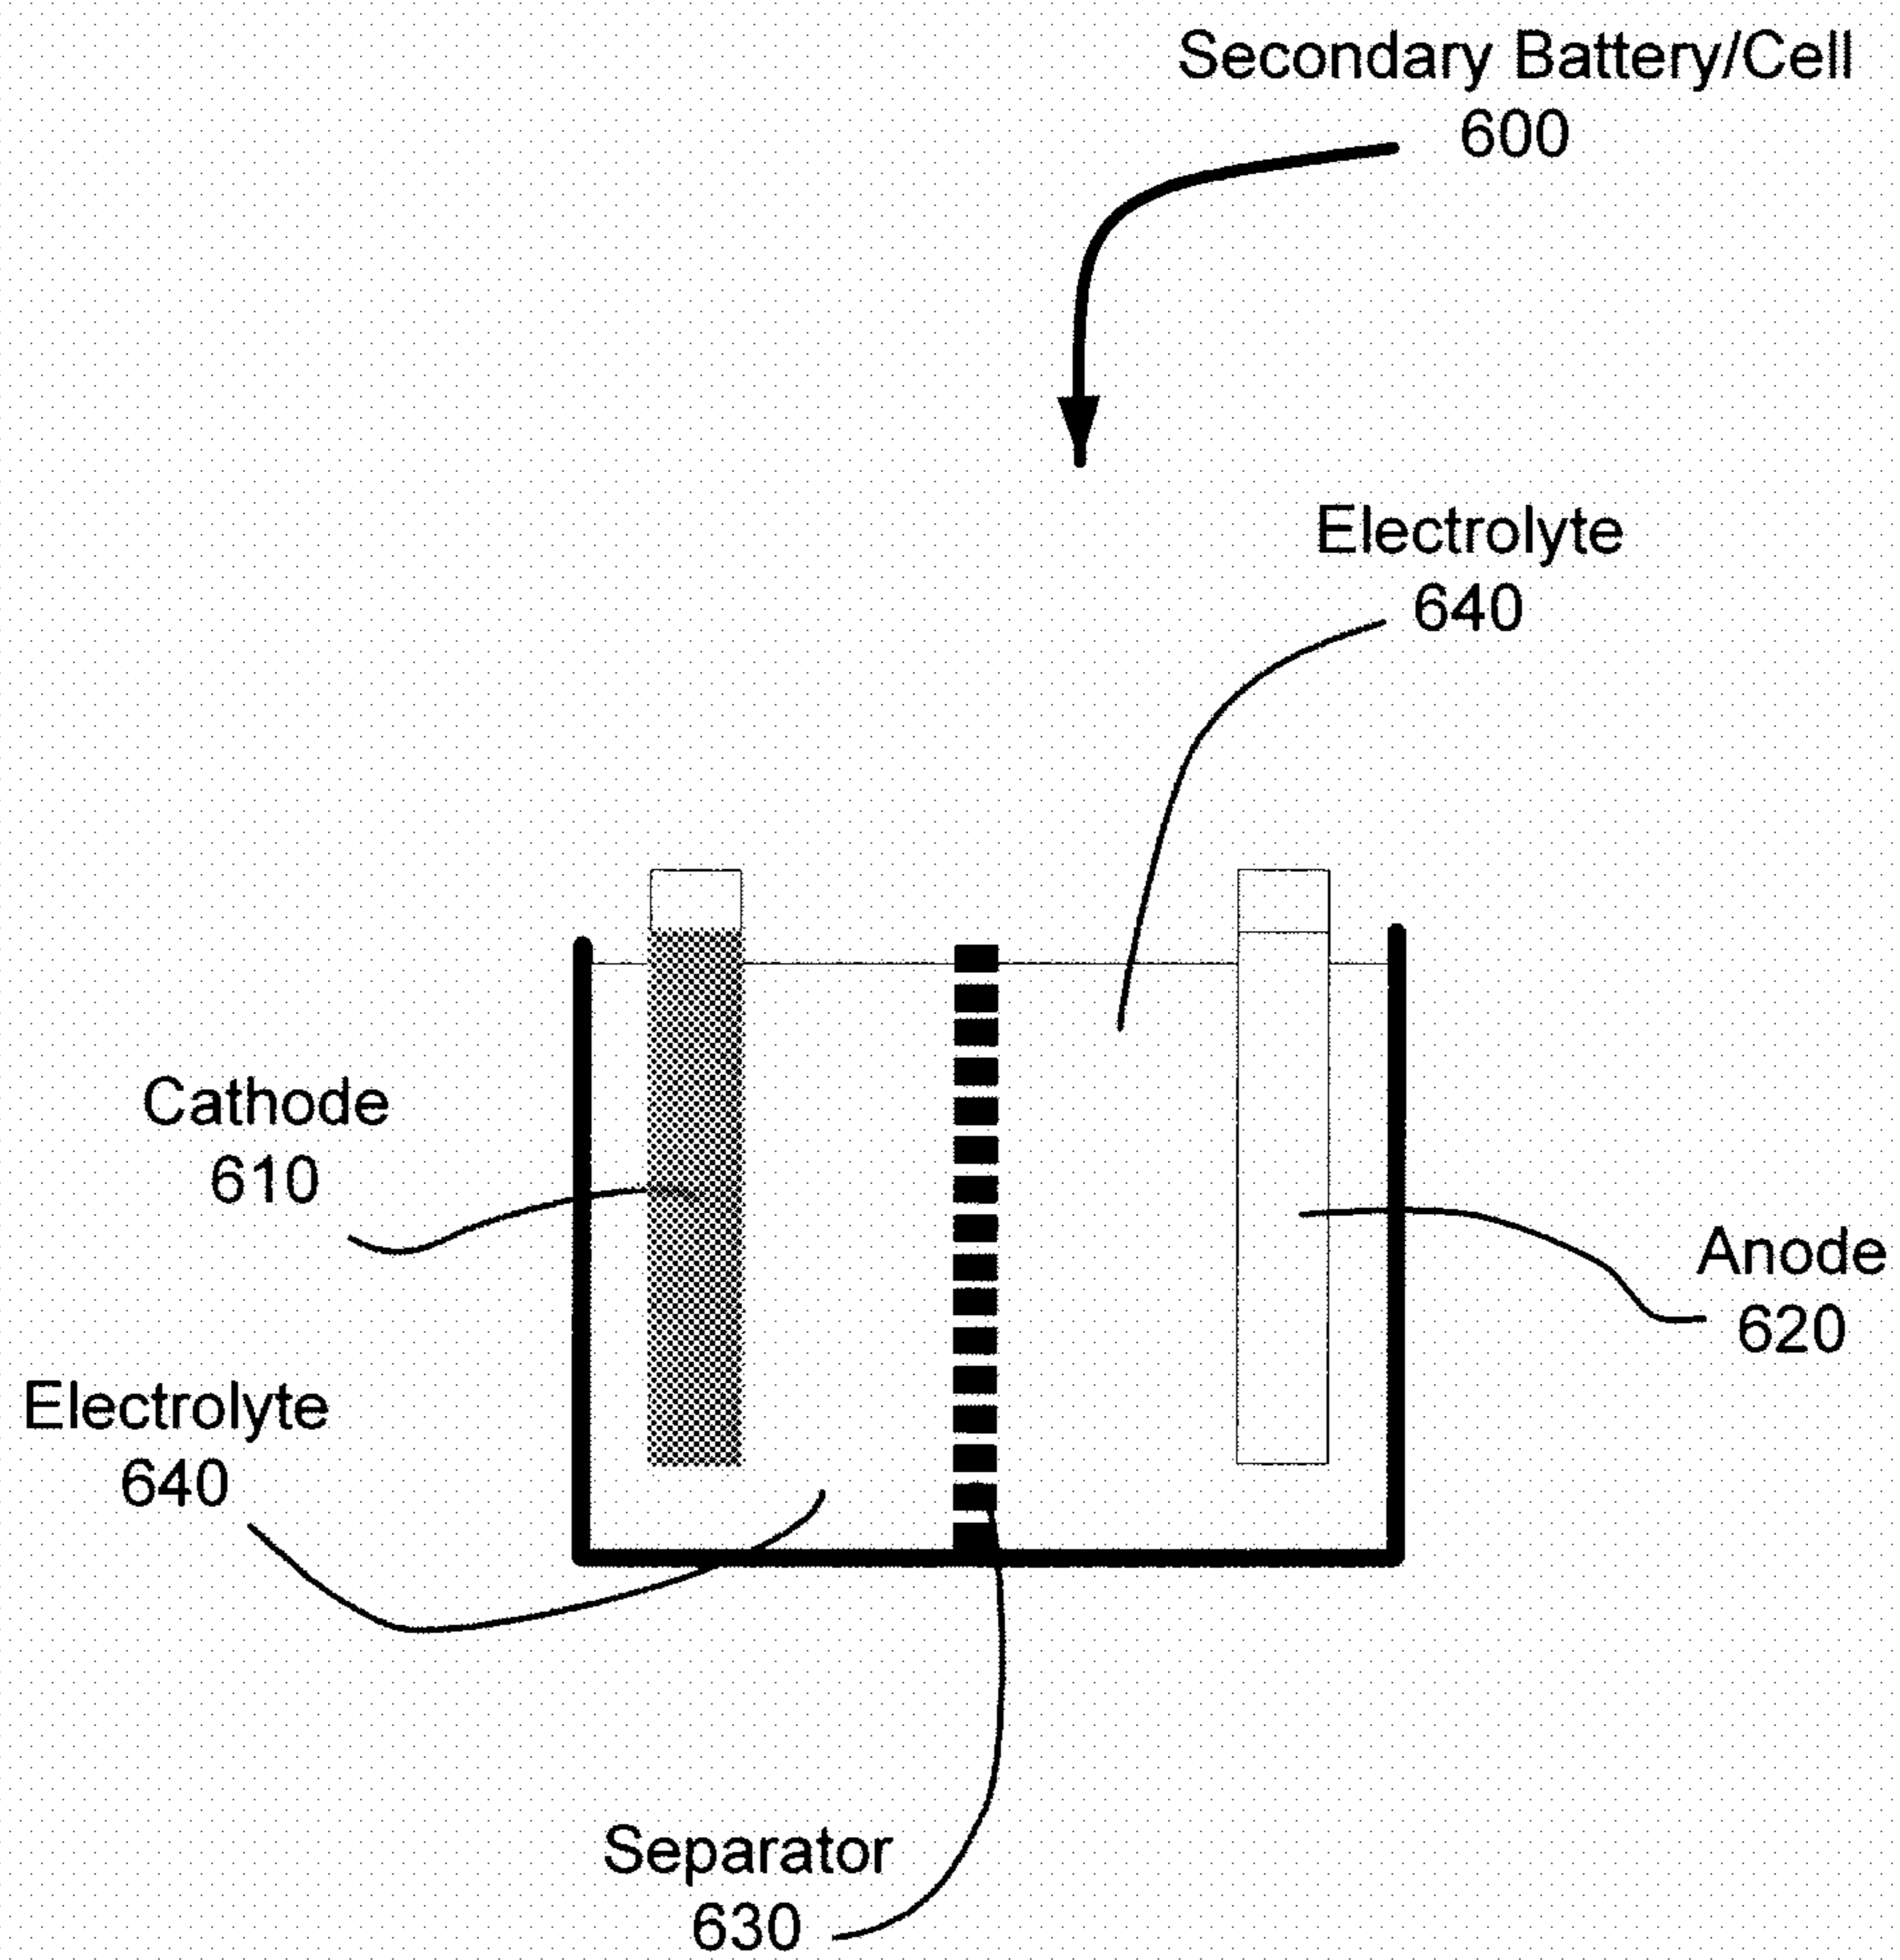 Secondary Battery/Cell
600
Electrolyte
640
Cathode
610
Anode
620
Electrolyte
640
Separator
630